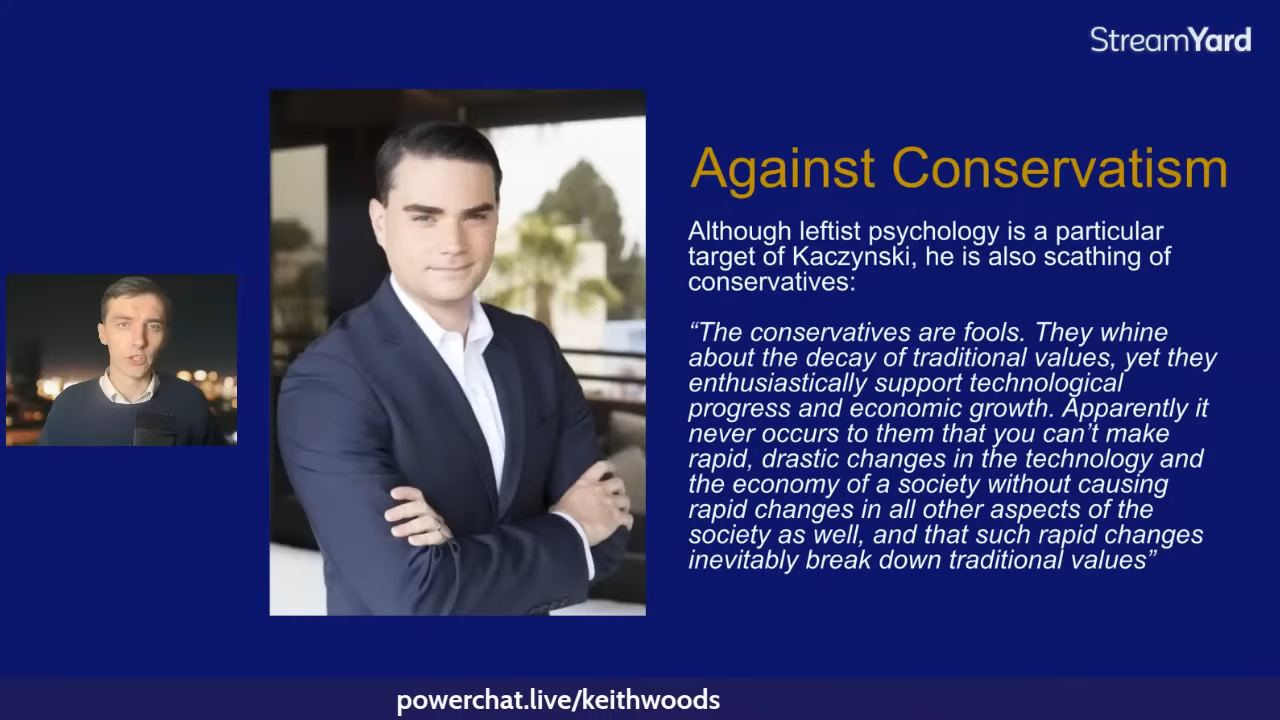 StreamYard
Against Conservatism
Although leftist psychology is a particular
target of Kaczynski, he is also scathing of
conservatives:
“The conservatives are fools. They whine
about the decay of traditional values, yet they
enthusiastically support technological
progress and economic growth. Apparently it
never occurs to them that you can’t make
rapid, drastic changes in the technology and
the economy of a society without causing
rapid changes in all other aspects of the
society as well, and that such rapid changes
inevitably break down traditional values”
powerchat.live/keithwoods